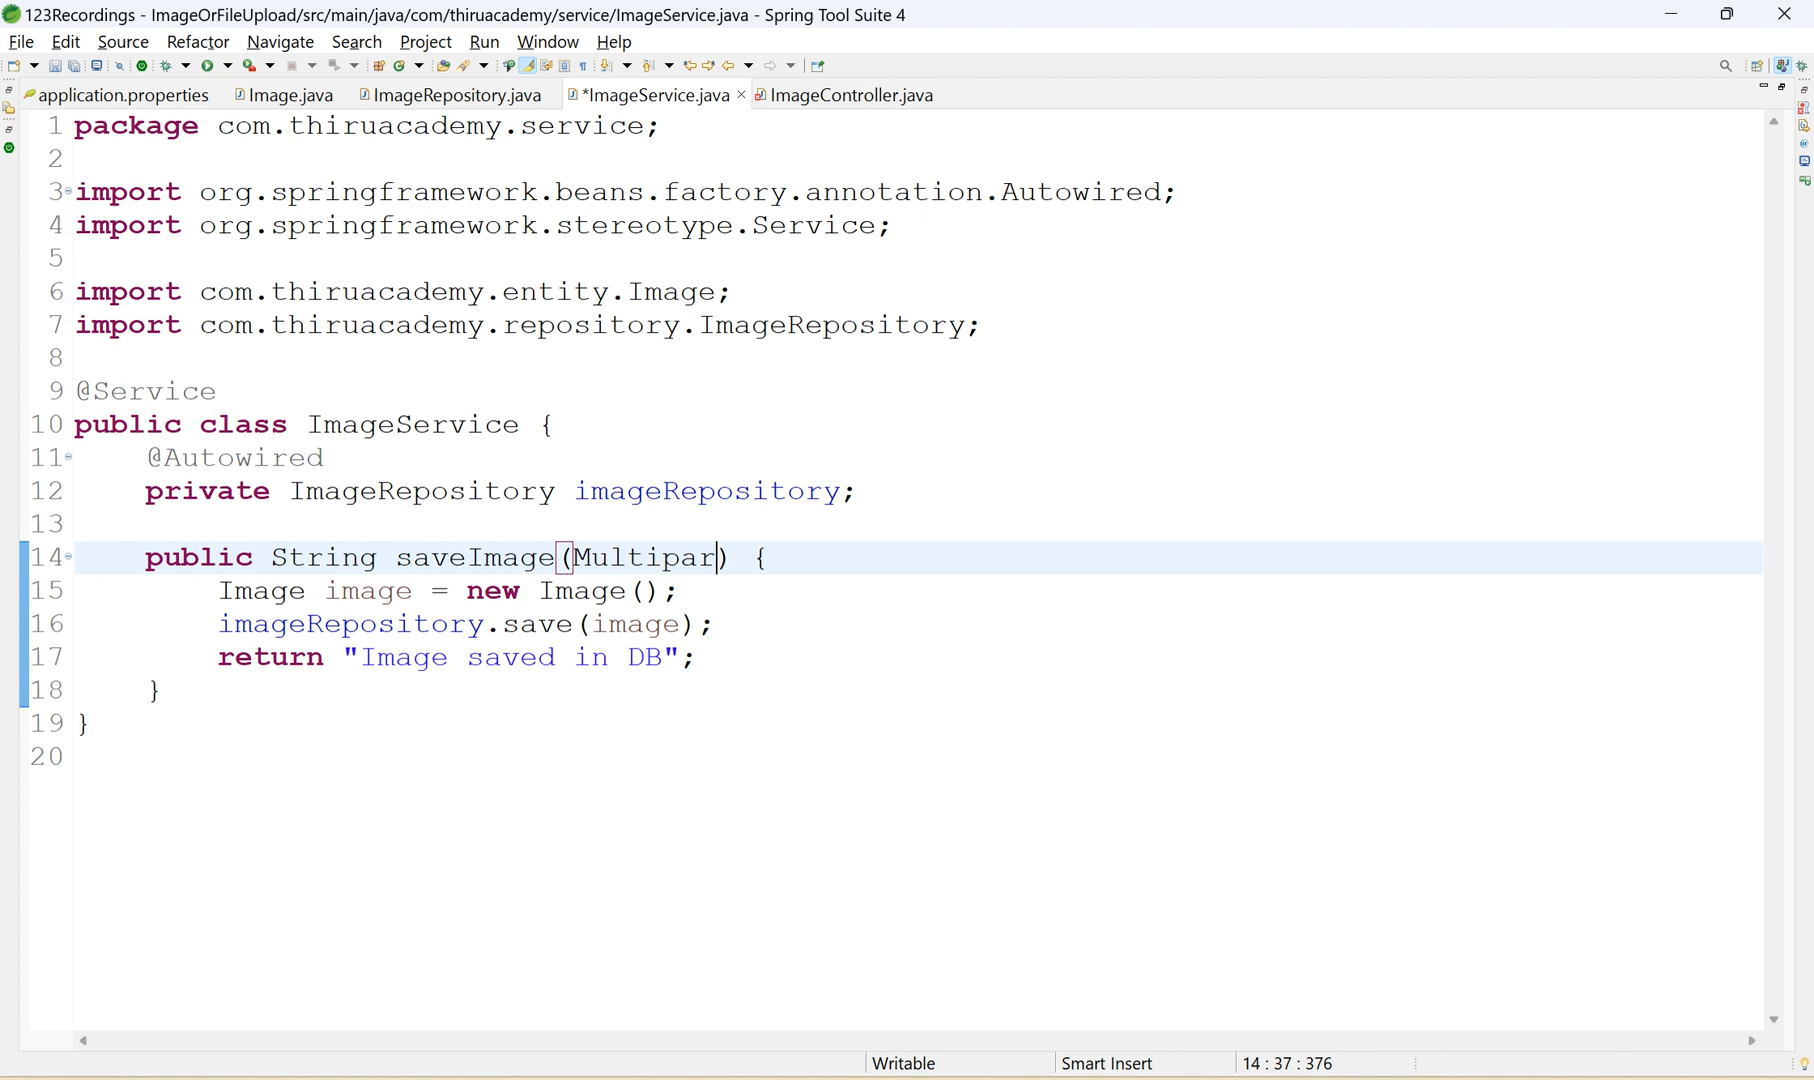 123Recordings - ImageOrFileUpload/src/main/java/com/thiruacademy/service/ImageService.java - Spring Tool Suite 4
File Edit Source Refactor Navigate Search Project Run Window Help
application.properties Image.java ImageRepository.java *ImageService.java ImageController.java
1 package com.thiruacademy.service;
2
3 import org.springframework.beans.factory.annotation.Autowired;
4 import org.springframework.stereotype.Service;
5
6 import com.thiruacademy.entity.Image;
7 import com.thiruacademy.repository.ImageRepository;
8
9 @Service
10 public class ImageService {
11 @Autowired
12 private ImageRepository imageRepository;
13
14 public String saveImage(Multipar) {
15 Image image = new Image();
16 imageRepository.save(image);
17 return "Image saved in DB";
18 }
19 }
20
Writable Smart Insert 14 : 37 : 376